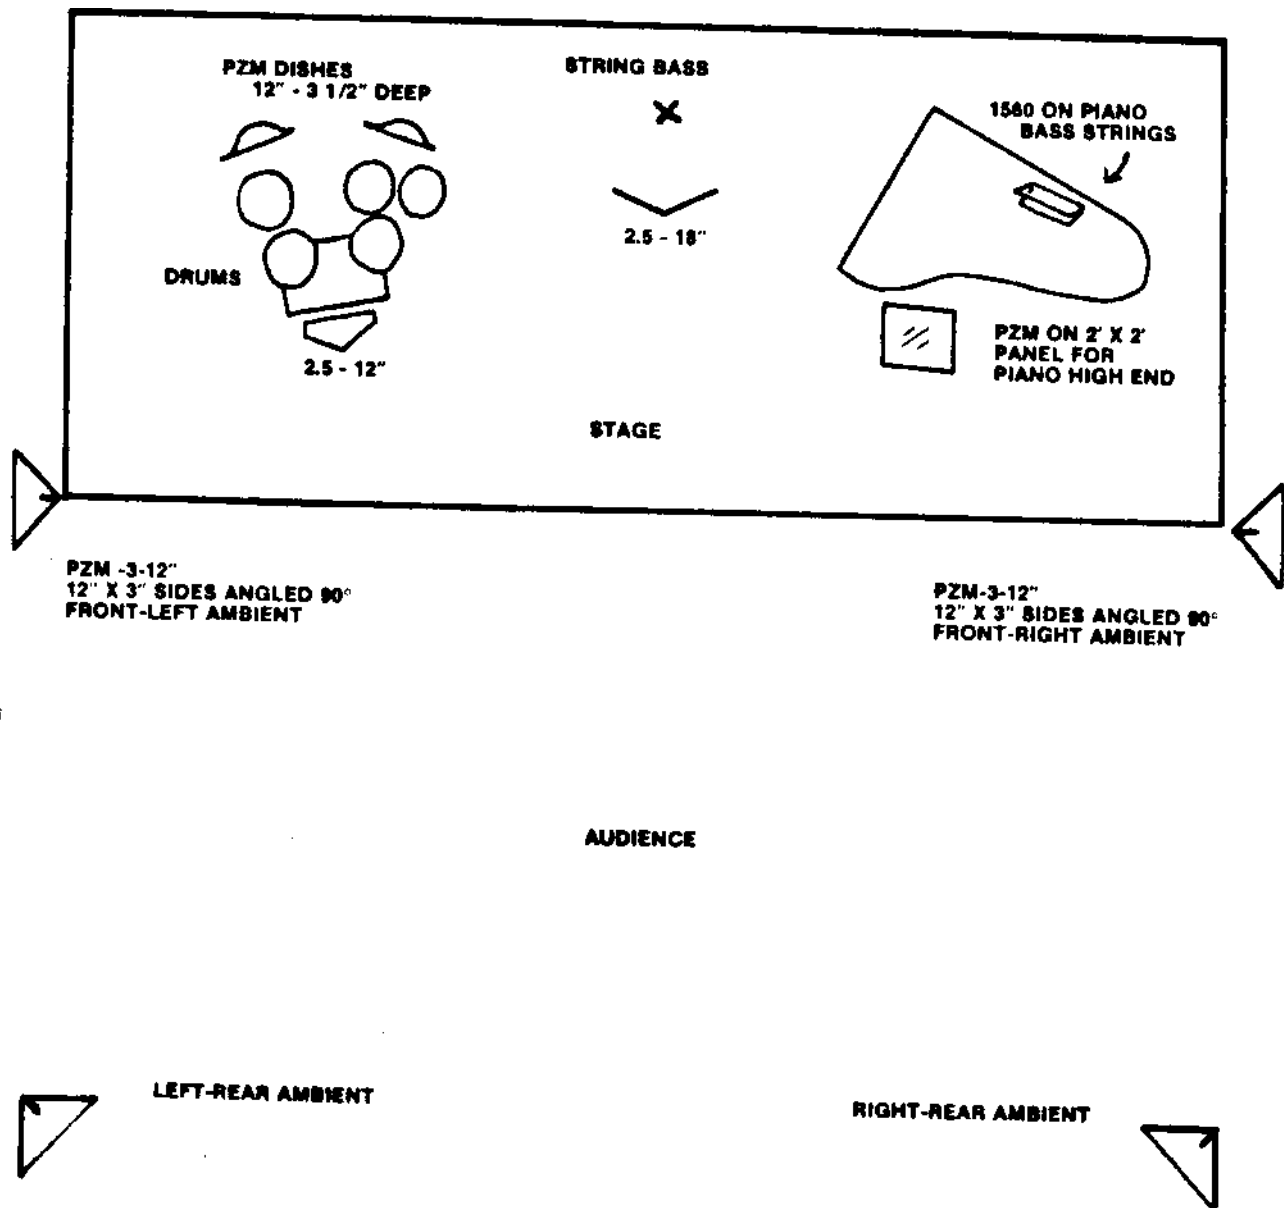 PZM DISHES
12" - 3 1/2" DEEP
STRING BASS
1560 ON PIANO
BASS STRINGS
2.5 - 18"
DRUMS
2.5 - 12"
PZM ON 2' X 2'
PANEL FOR
PIANO HIGH END
STAGE
PZM -3-12"
12" X 3" SIDES ANGLED 90°
FRONT-LEFT AMBIENT
PZM-3-12"
12" X 3" SIDES ANGLED 90°
FRONT-RIGHT AMBIENT
AUDIENCE
LEFT-REAR AMBIENT
RIGHT-REAR AMBIENT